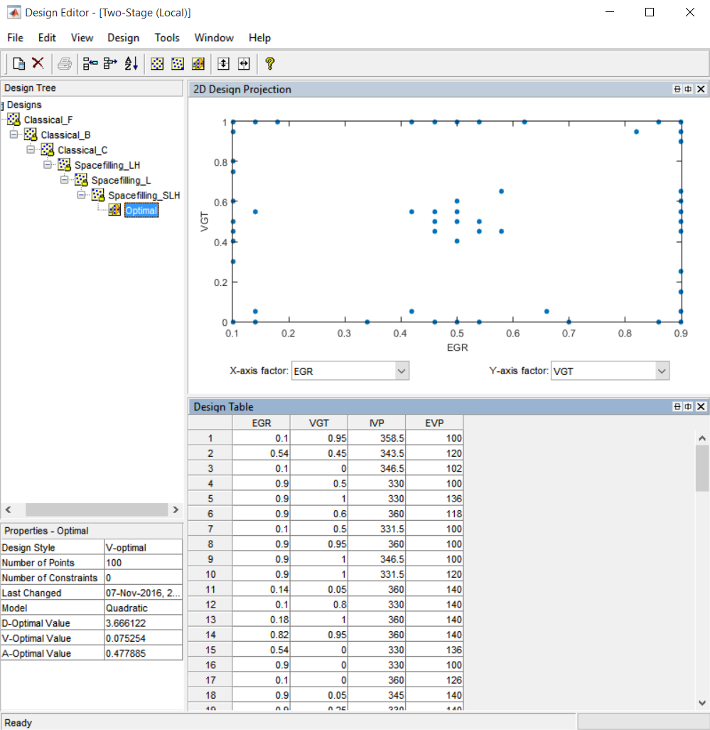 Design Editor - [Two-Stage (Local)]
File Edit View Design Tools Window Help
Design Tree
Designs
Classical_F
Classical_B
Classical_C
Spacefilling_LH
Spacefilling_L
Spacefilling_SLH
Optimal
Properties - Optimal
Design Style V-optimal
Number of Points 100
Number of Constraints 0
Last Changed 07-Nov-2016, 2...
Model Quadratic
D-Optimal Value 3.666122
V-Optimal Value 0.075254
A-Optimal Value 0.477885
2D Design Projection
1
0.8
0.6
0.4
0.2
0
VGT
0.1 0.2 0.3 0.4 0.5 0.6 0.7 0.8 0.9
EGR
X-axis factor: EGR Y-axis factor: VGT
Design Table
EGR VGT IVP EVP
1 0.1 0.95 358.5 100
2 0.54 0.45 343.5 120
3 0.1 0 346.5 102
4 0.9 0.5 330 100
5 0.9 1 330 136
6 0.9 0.6 360 118
7 0.1 0.5 331.5 100
8 0.9 0.95 360 100
9 0.9 1 346.5 100
10 0.9 1 331.5 120
11 0.14 0.05 360 140
12 0.1 0.8 330 140
13 0.18 1 360 140
14 0.82 0.95 360 140
15 0.54 0 330 136
16 0.9 0 330 100
17 0.1 0 360 126
18 0.9 0.05 345 140
19 0.9 0.25 330 140
Ready